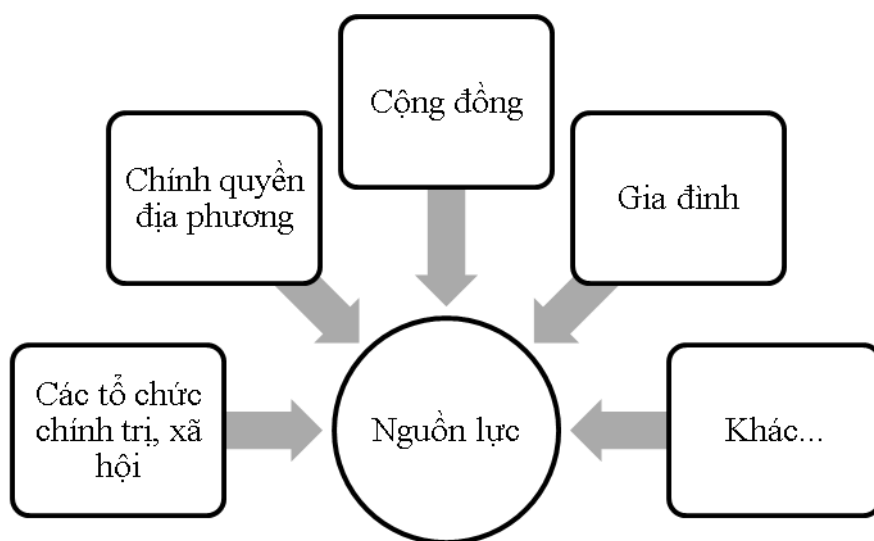 Cộng đồng
Chính quyền
địa phương
Gia đình
Các tổ chức
chính trị, xã
hội
Nguồn lực
Khác...